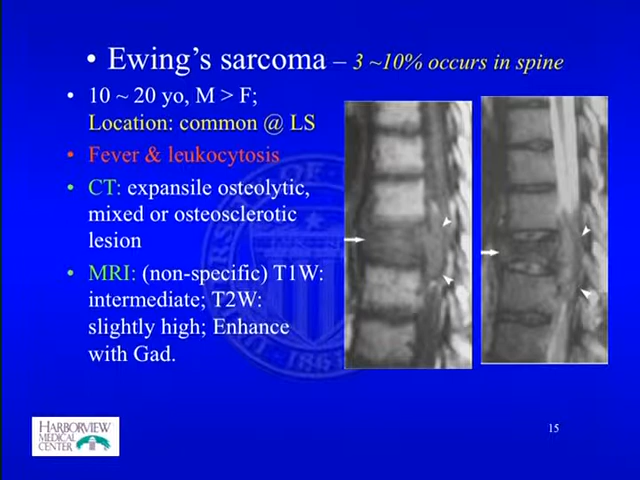 • Ewing's sarcoma – 3 ~10% occurs in spine
• 10 ~ 20 yo, M > F;
Location: common @ LS
• Fever & leukocytosis
• CT: expansile osteolytic,
mixed or osteosclerotic
lesion
• MRI: (non-specific) T1W:
intermediate; T2W:
slightly high; Enhance
with Gad.
HARBORVIEW
MEDICAL
CENTER
15